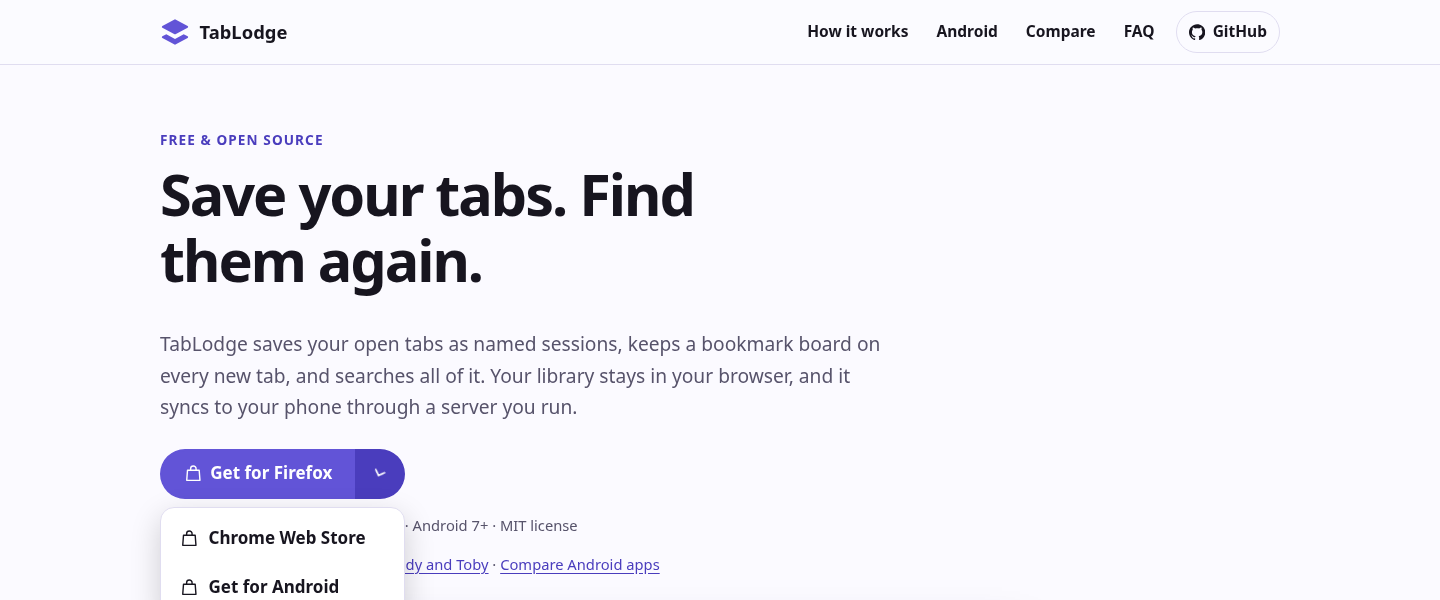 TabLodge
How it works
Android
Compare
FAQ
GitHub
FREE & OPEN SOURCE
Save your tabs. Find
them again.
TabLodge saves your open tabs as named sessions, keeps a bookmark board on
every new tab, and searches all of it. Your library stays in your browser, and it
syncs to your phone through a server you run.
Get for Firefox
· Android 7+ · MIT license
Chrome Web Store
and Toby · Compare Android apps
Get for Android